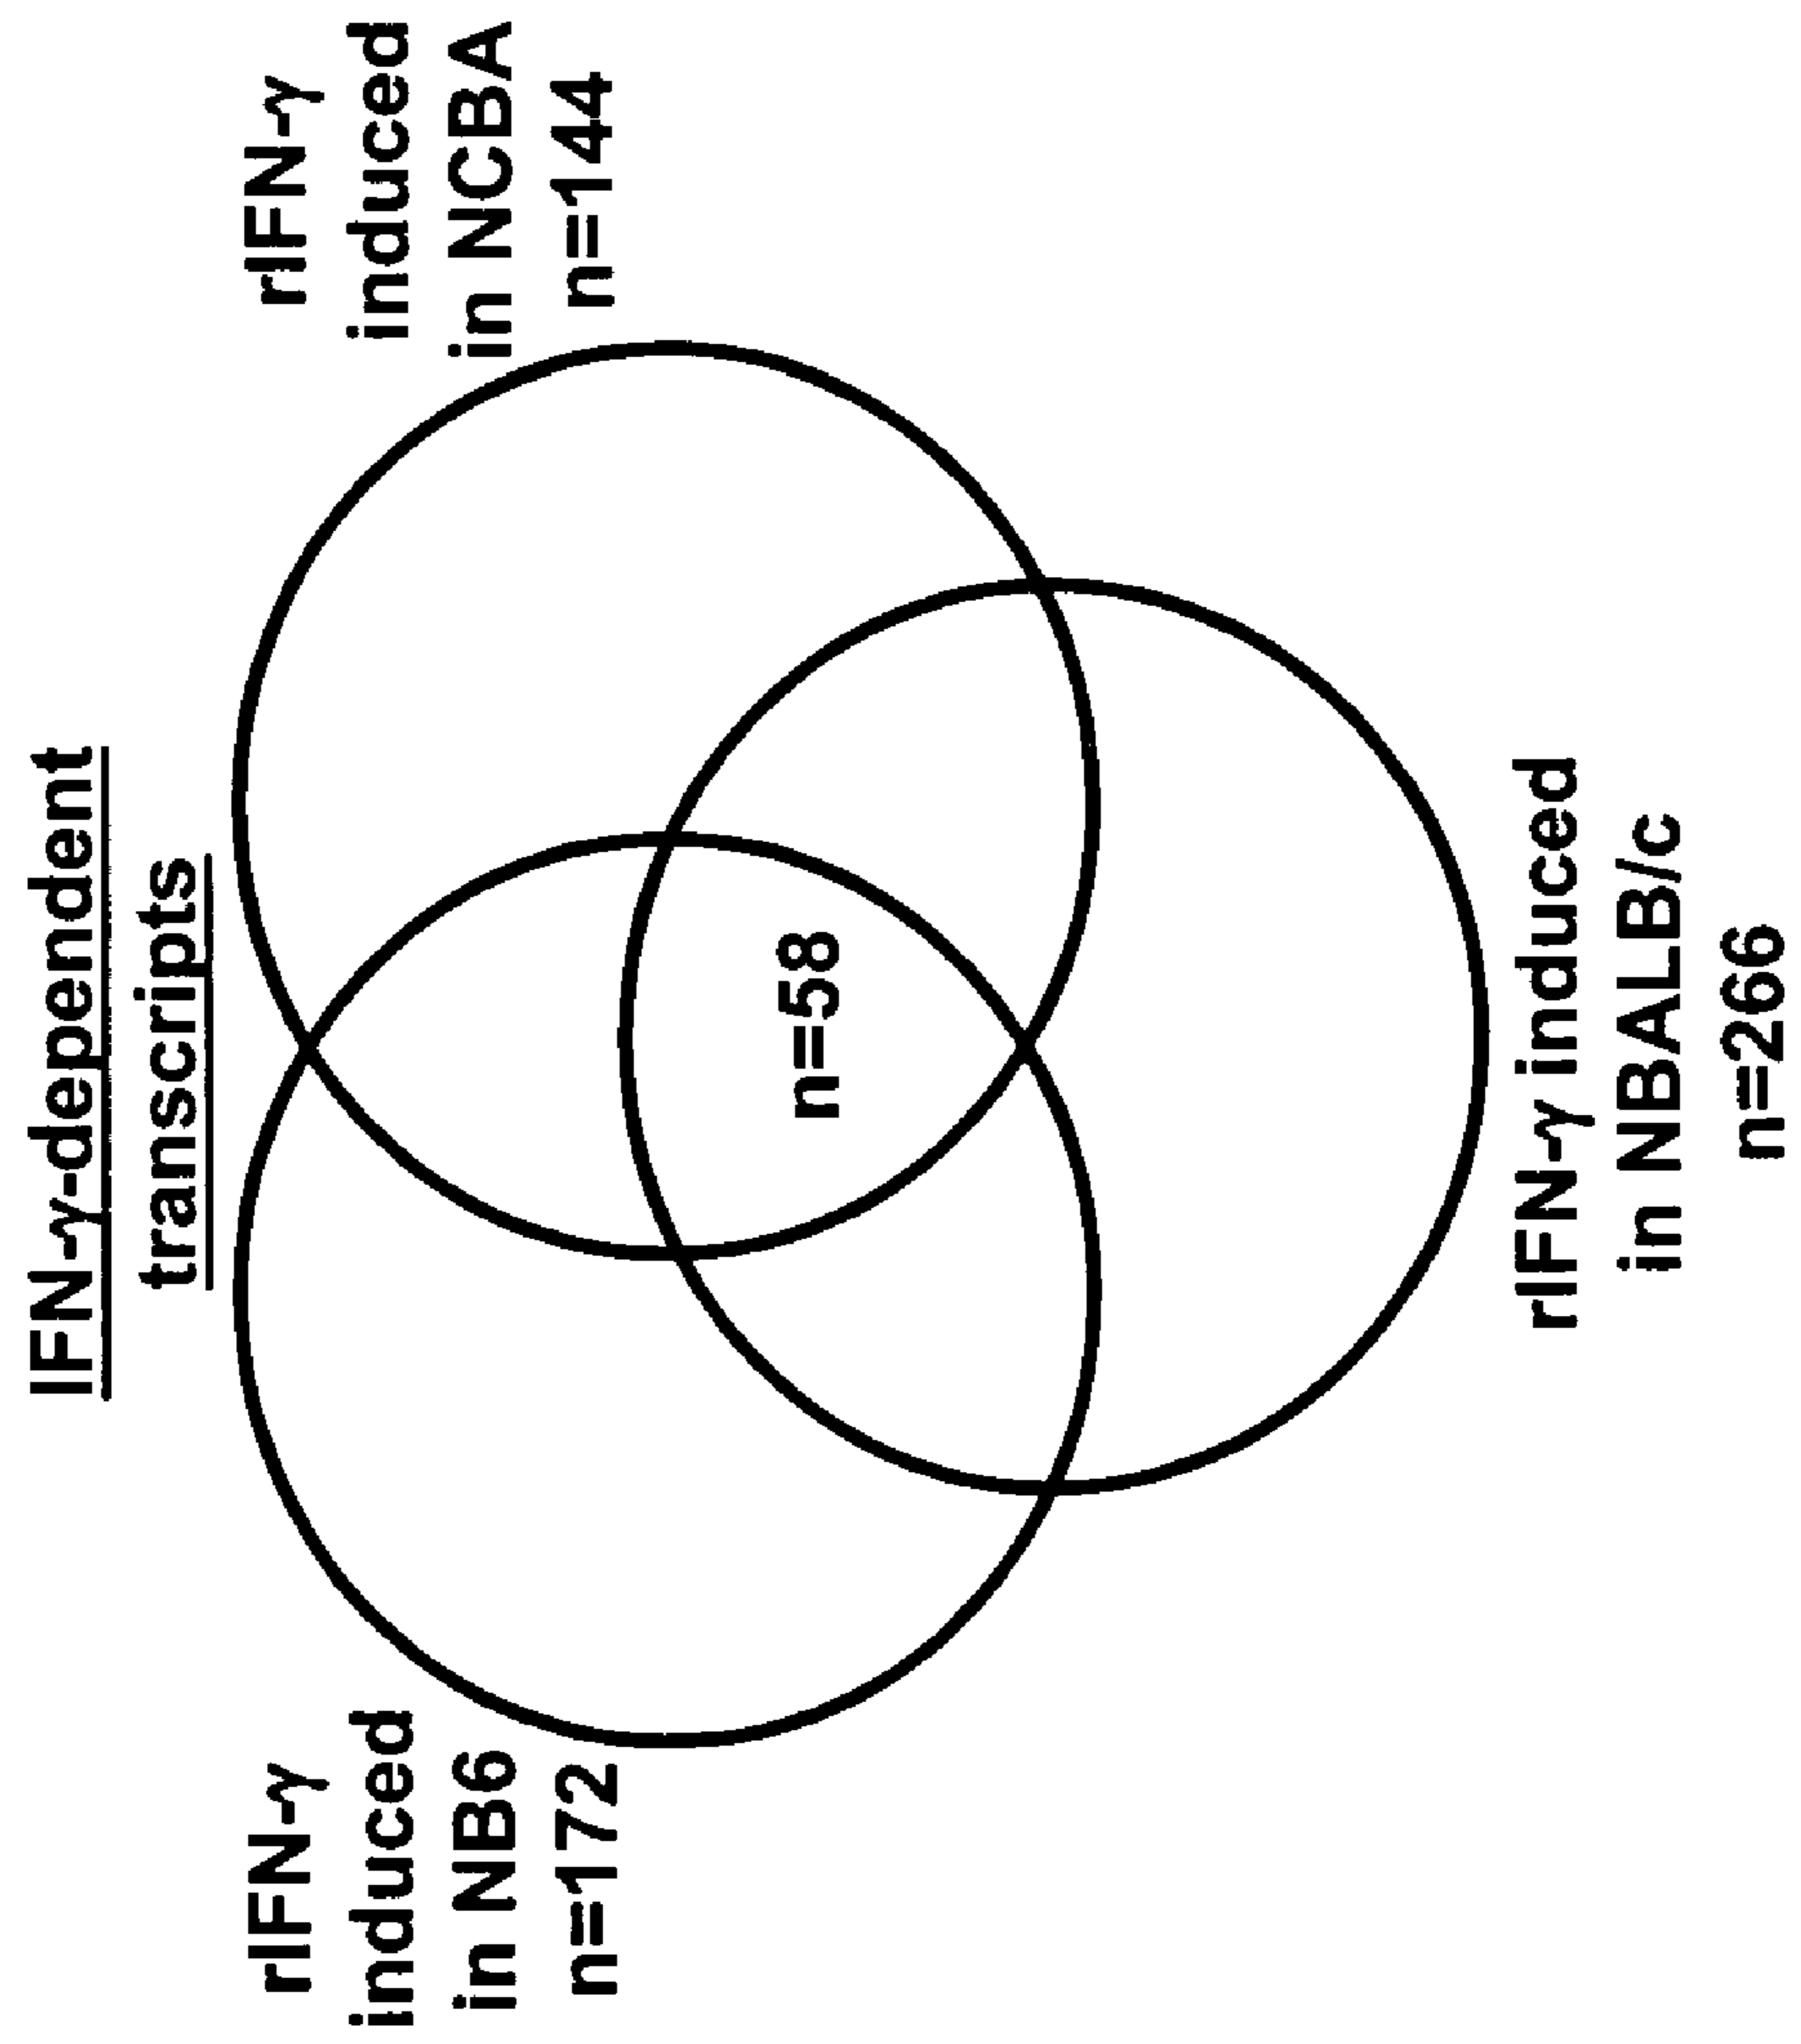 IFN-γ-dependent
transcripts
rIFN-γ
induced
in NB6
n=172
rIFN-γ
induced
in NCBA
n=144
n=58
rIFN-γ induced
in NBALB/c
n=266